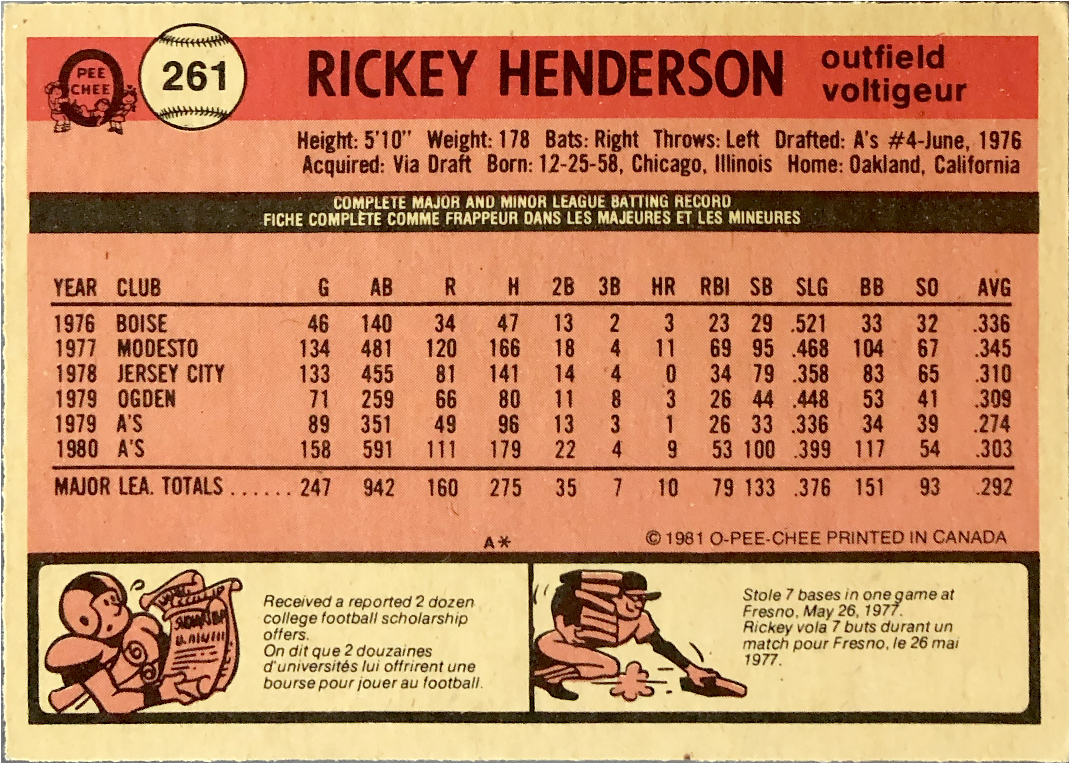 PEE
CHEE
261
RICKEY HENDERSON
outfield
voltigeur
Height: 5'10" Weight: 178 Bats: Right Throws: Left Drafted: A's #4-June, 1976
Acquired: Via Draft Born: 12-25-58, Chicago, Illinois Home: Oakland, California
COMPLETE MAJOR AND MINOR LEAGUE BATTING RECORD
FICHE COMPLÈTE COMME FRAPPEUR DANS LES MAJEURES ET LES MINEURES
YEAR CLUB G AB R H 2B 3B HR RBI SB SLG BB SO AVG
1976 BOISE 46 140 34 47 13 2 3 23 29 .521 33 32 .336
1977 MODESTO 134 481 120 166 18 4 11 69 95 .468 104 67 .345
1978 JERSEY CITY 133 455 81 141 14 4 0 34 79 .358 83 65 .310
1979 OGDEN 71 259 66 80 11 8 3 26 44 .448 53 41 .309
1979 A'S 89 351 49 96 13 3 1 26 33 .336 34 39 .274
1980 A'S 158 591 111 179 22 4 9 53 100 .399 117 54 .303
MAJOR LEA. TOTALS ...... 247 942 160 275 35 7 10 79 133 .376 151 93 .292
A*
© 1981 O-PEE-CHEE PRINTED IN CANADA
Received a reported 2 dozen
college football scholarship
offers.
On dit que 2 douzaines
d'universités lui offrirent une
bourse pour jouer au football.
Stole 7 bases in one game at
Fresno, May 26, 1977.
Rickey vola 7 buts durant un
match pour Fresno, le 26 mai
1977.